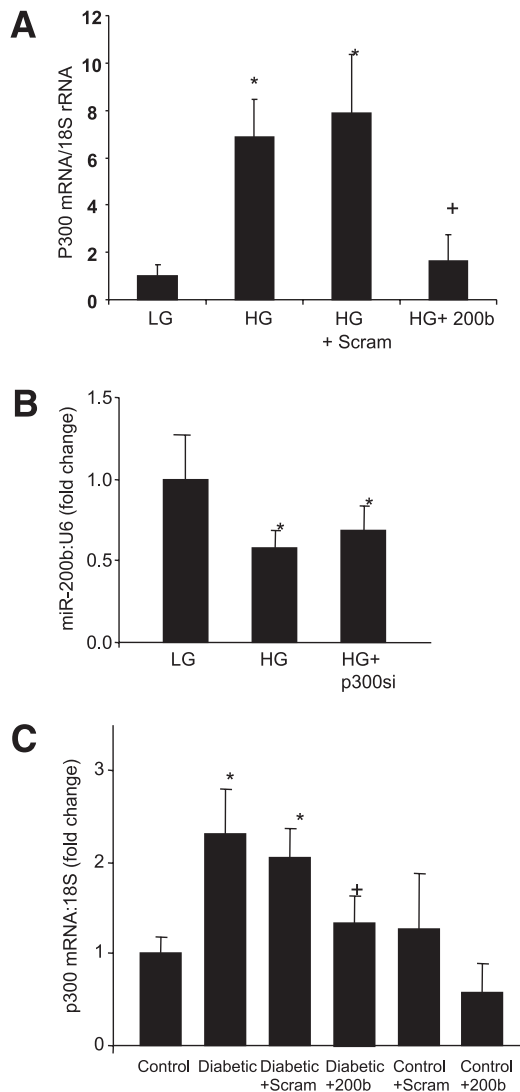 A
P300 mRNA/18S rRNA
12
10
8
6
4
2
0
*
*
+
LG
HG
HG
+ Scram
HG+ 200b
B
miR-200b:U6 (fold change)
1.5
1.0
0.5
0.0
*
*
LG
HG
HG+
p300si
C
p300 mRNA:18S (fold change)
3
2
1
0
*
*
+
Control
Diabetic
Diabetic
+Scram
Diabetic
+200b
Control
+Scram
Control
+200b